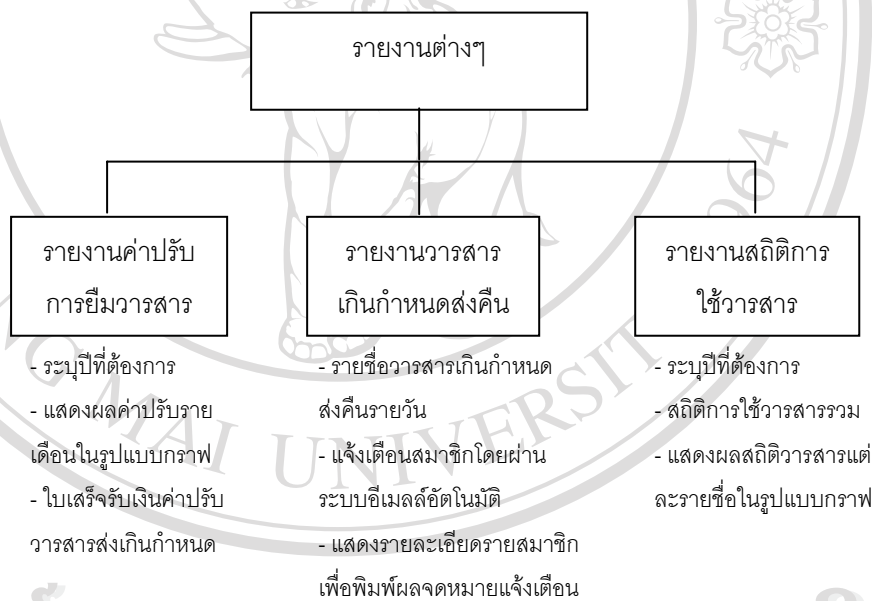 รายงานต่างๆ
รายงานค่าปรับ
การยืมวารสาร
- ระบุปีที่ต้องการ
- แสดงผลค่าปรับราย
เดือนในรูปแบบกราฟ
- ใบเสร็จรับเงินค่าปรับ
วารสารส่งเกินกำหนด
รายงานวารสาร
เกินกำหนดส่งคืน
- รายชื่อวารสารเกินกำหนด
ส่งคืนรายวัน
- แจ้งเตือนสมาชิกโดยผ่าน
ระบบอีเมลล์อัตโนมัติ
- แสดงรายละเอียดรายสมาชิก
เพื่อพิมพ์ผลจดหมายแจ้งเตือน
รายงานสถิติการ
ใช้วารสาร
- ระบุปีที่ต้องการ
- สถิติการใช้วารสารรวม
- แสดงผลสถิติวารสารแต่
ละรายชื่อในรูปแบบกราฟ
NG MAI UNIVERSIT
964